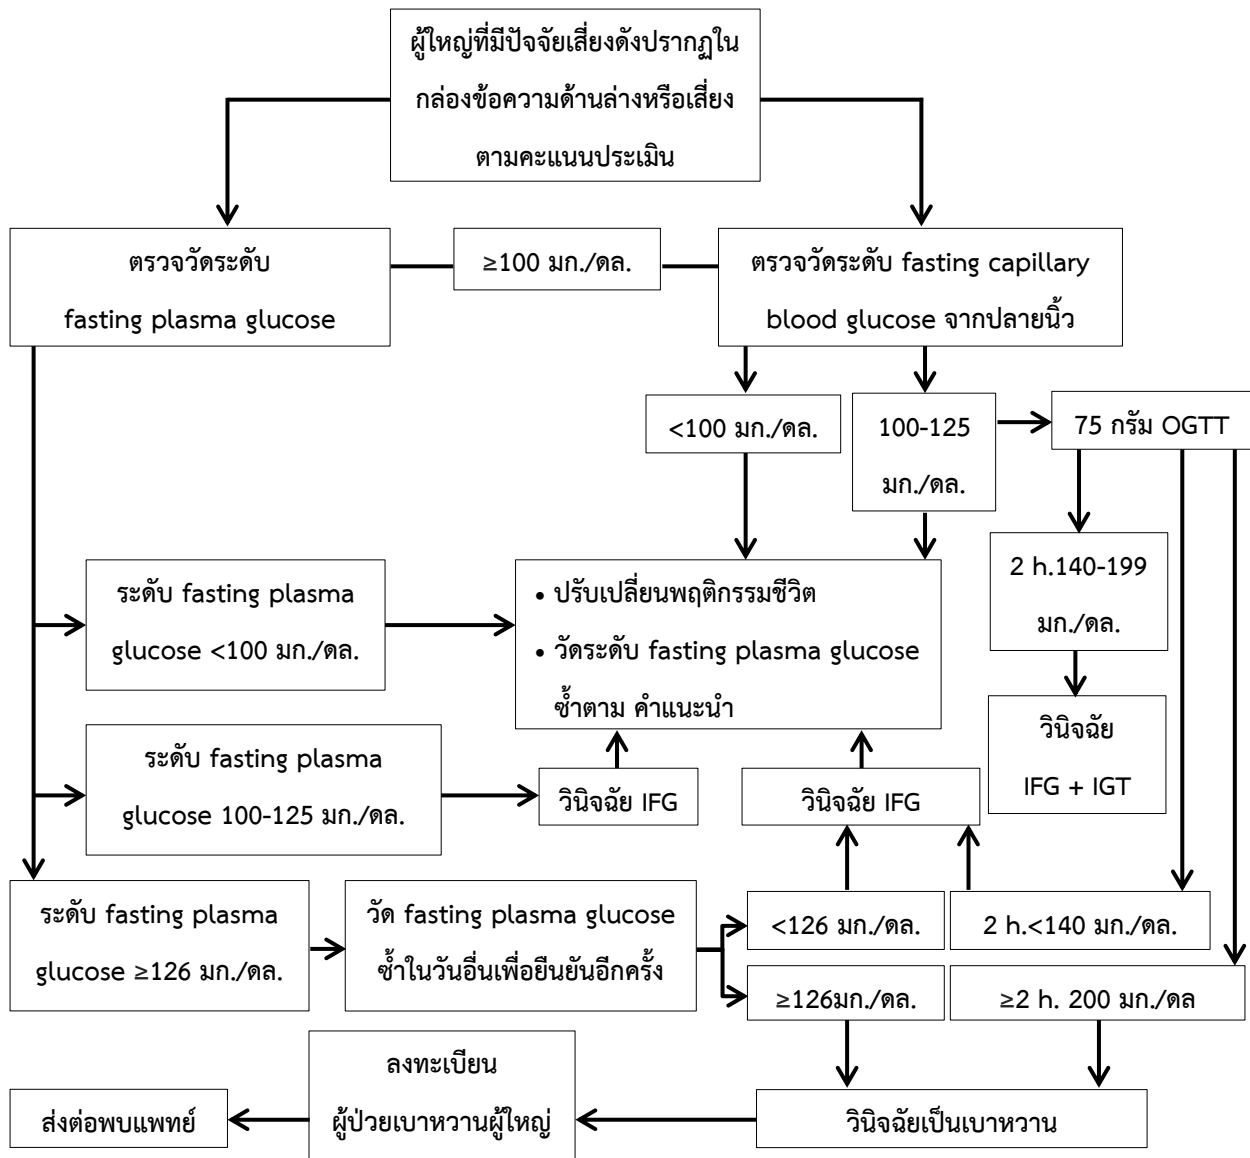 ผู้ใหญ่ที่มีปัจจัยเสี่ยงดังปรากฏใน
กล่องข้อความด้านล่างหรือเสี่ยง
ตามคะแนนประเมิน
ตรวจวัดระดับ
fasting plasma glucose
≥100 มก./ดล.
ตรวจวัดระดับ fasting capillary
blood glucose จากปลายนิ้ว
<100 มก./ดล.
100-125
มก./ดล.
75 กรัม OGTT
2 h.140-199
มก./ดล.
ระดับ fasting plasma
glucose <100 มก./ดล.
• ปรับเปลี่ยนพฤติกรรมชีวิต
• วัดระดับ fasting plasma glucose
ซ้ำตาม คำแนะนำ
วินิจฉัย
IFG + IGT
ระดับ fasting plasma
glucose 100-125 มก./ดล.
วินิจฉัย IFG
วินิจฉัย IFG
ระดับ fasting plasma
glucose ≥126 มก./ดล.
วัด fasting plasma glucose
ซ้ำในวันอื่นเพื่อยืนยันอีกครั้ง
<126 มก./ดล.
2 h.<140 มก./ดล.
≥126มก./ดล.
≥2 h. 200 มก./ดล
ส่งต่อพบแพทย์
ลงทะเบียน
ผู้ป่วยเบาหวานผู้ใหญ่
วินิจฉัยเป็นเบาหวาน